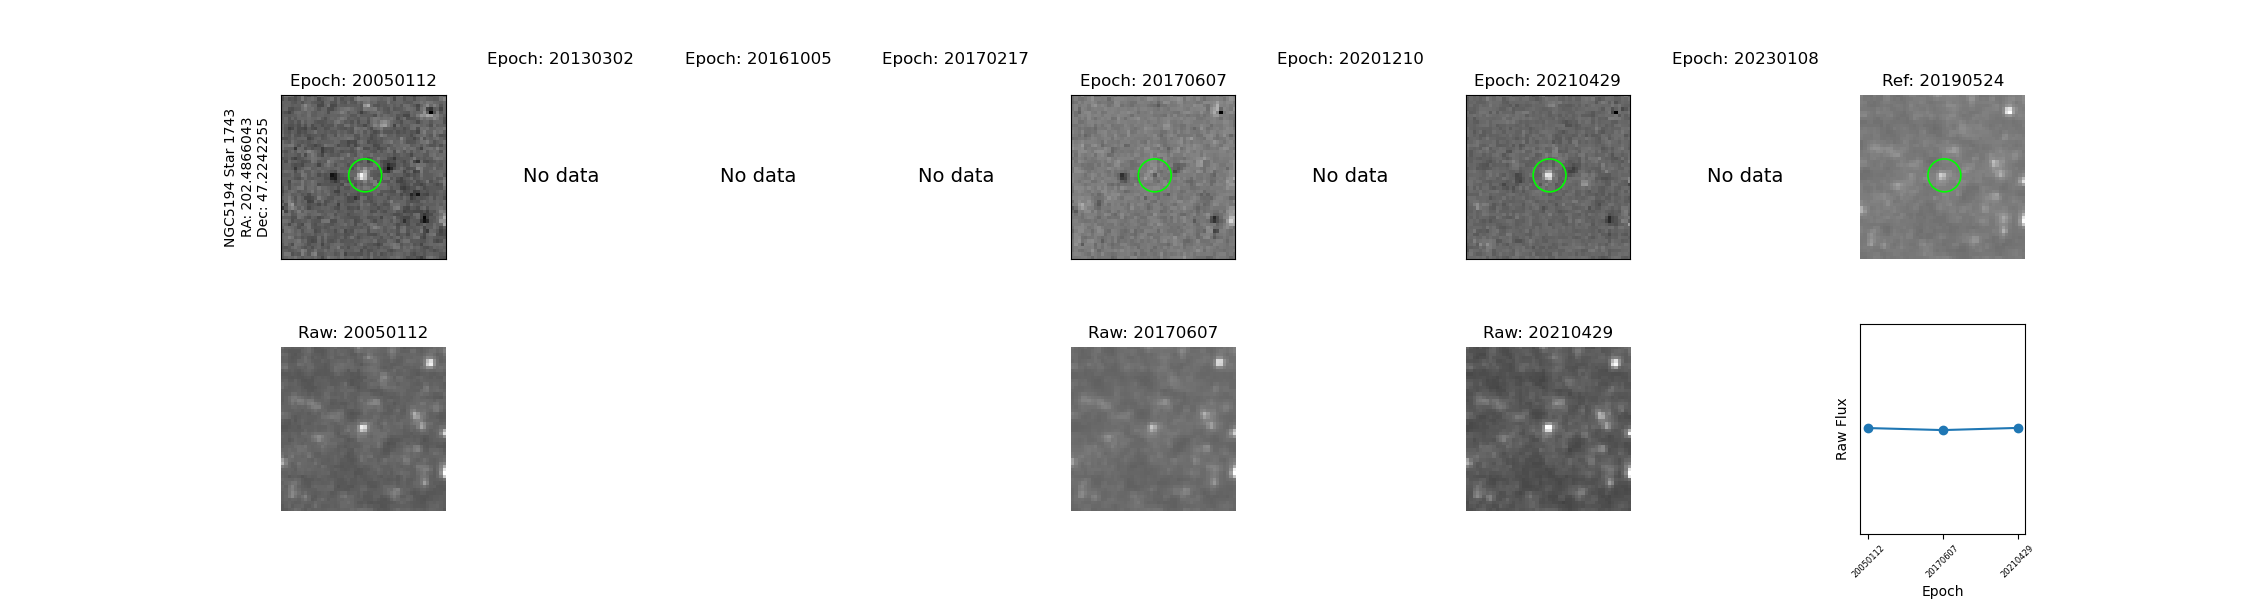 Epoch: 20050112
Epoch: 20130302
Epoch: 20161005
Epoch: 20170217
Epoch: 20170607
Epoch: 20201210
Epoch: 20210429
Epoch: 20230108
Ref: 20190524
NGC5194 Star 1743
RA: 202.4866043
Dec: 47.2242255
No data
No data
No data
No data
No data
Raw: 20050112
Raw: 20170607
Raw: 20210429
Raw Flux
20050112
20170607
20210429
Epoch